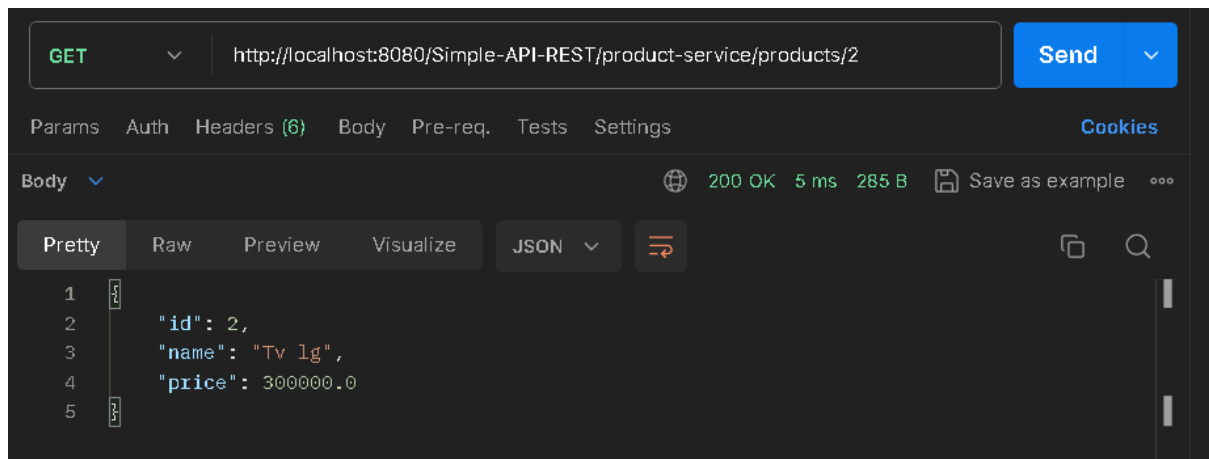 GET http://localhost:8080/Simple-API-REST/product-service/products/2 Send
Params Auth Headers (6) Body Pre-req. Tests Settings Cookies
Body 200 OK 5 ms 285 B Save as example
Pretty Raw Preview Visualize JSON
1 {
2 "id": 2,
3 "name": "Tv lg",
4 "price": 300000.0
5 }